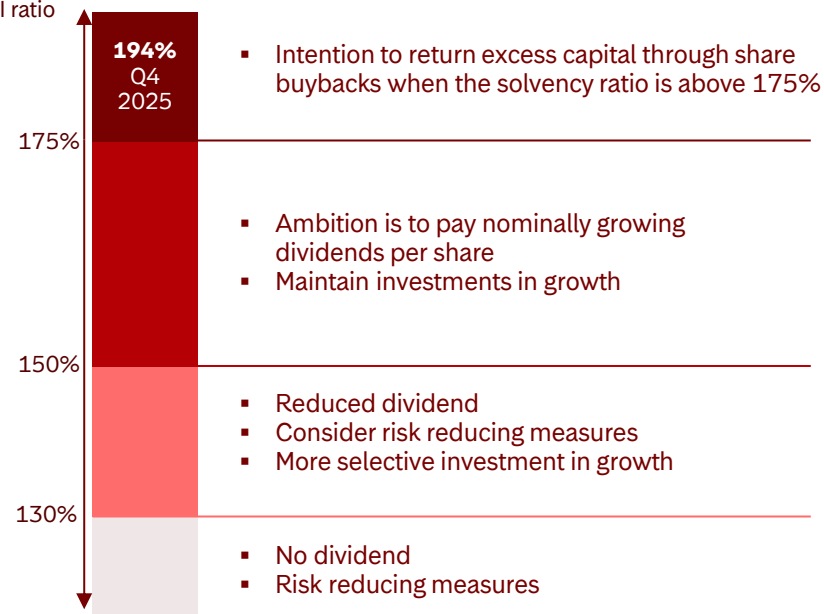 I ratio
194%
Q4
2025
▪ Intention to return excess capital through share
buybacks when the solvency ratio is above 175%
175%
▪ Ambition is to pay nominally growing
dividends per share
▪ Maintain investments in growth
150%
▪ Reduced dividend
▪ Consider risk reducing measures
▪ More selective investment in growth
130%
▪ No dividend
▪ Risk reducing measures